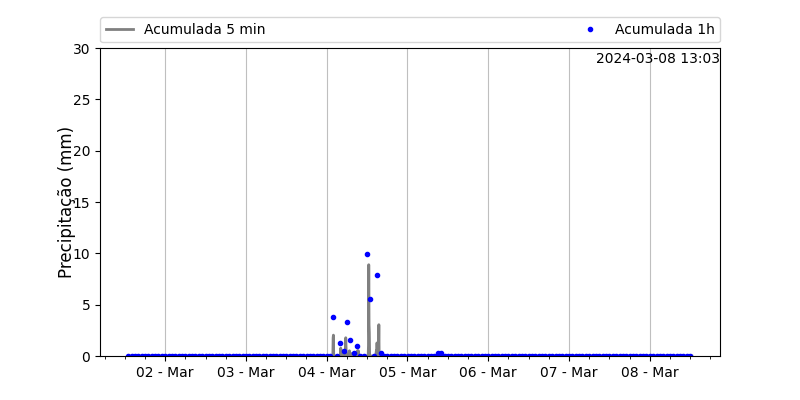 Acumulada 5 min
Acumulada 1h
2024-03-08 13:03
Precipitação (mm)
30
25
20
15
10
5
0
02 - Mar
03 - Mar
04 - Mar
05 - Mar
06 - Mar
07 - Mar
08 - Mar